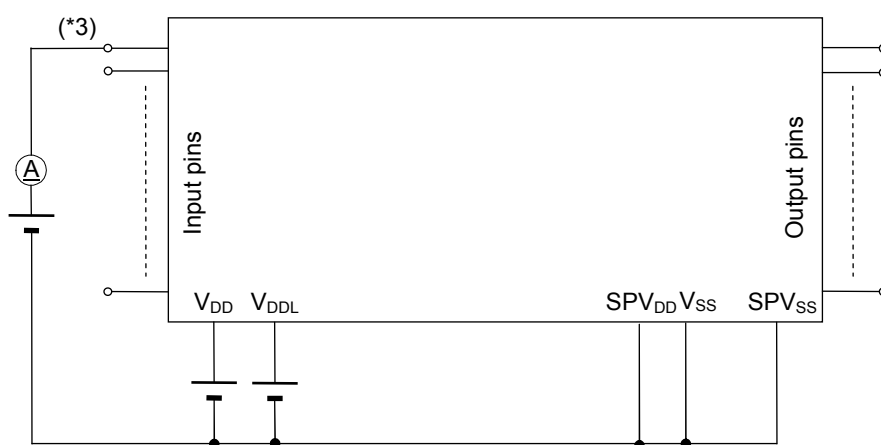 (*3)
A
Input pins
Output pins
VDD VDDL SPVDD VSS SPVSS